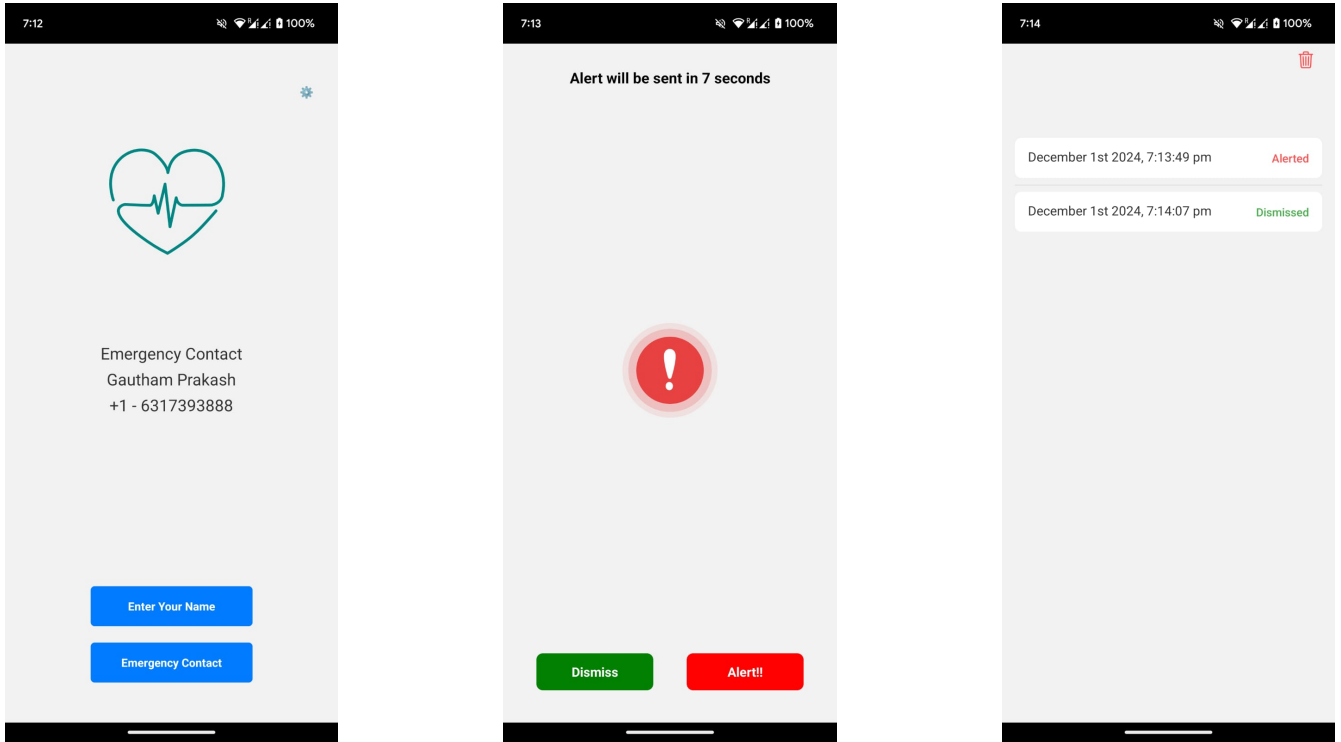 7:12
100%
Emergency Contact
Gautham Prakash
+1 - 6317393888
Enter Your Name
Emergency Contact
7:13
100%
Alert will be sent in 7 seconds
Dismiss
Alert!!
7:14
100%
December 1st 2024, 7:13:49 pm
Alerted
December 1st 2024, 7:14:07 pm
Dismissed